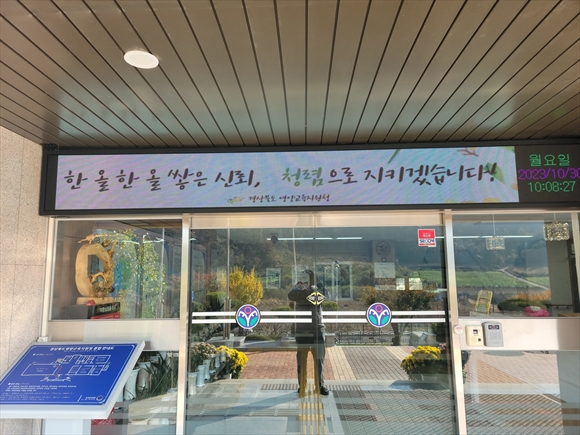 한 올 한 올 쌓은 신뢰, 청렴으로 지키겠습니다!
경상북도 영양교육지원청
월요일
2023/10/30
10:08:27